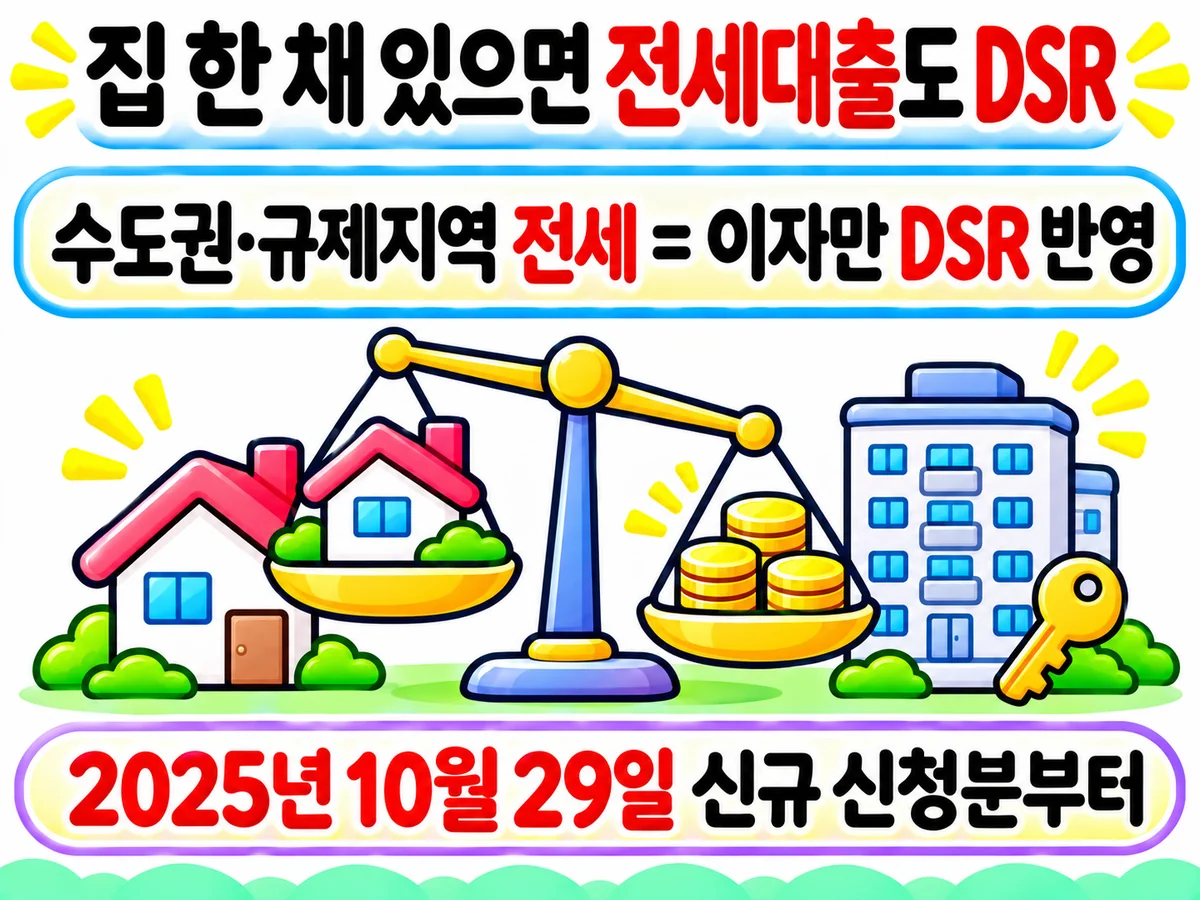 집 한 채 있으면 전세대출도 DSR
수도권·규제지역 전세 = 이자만 DSR 반영
2025년 10월 29일 신규 신청분부터